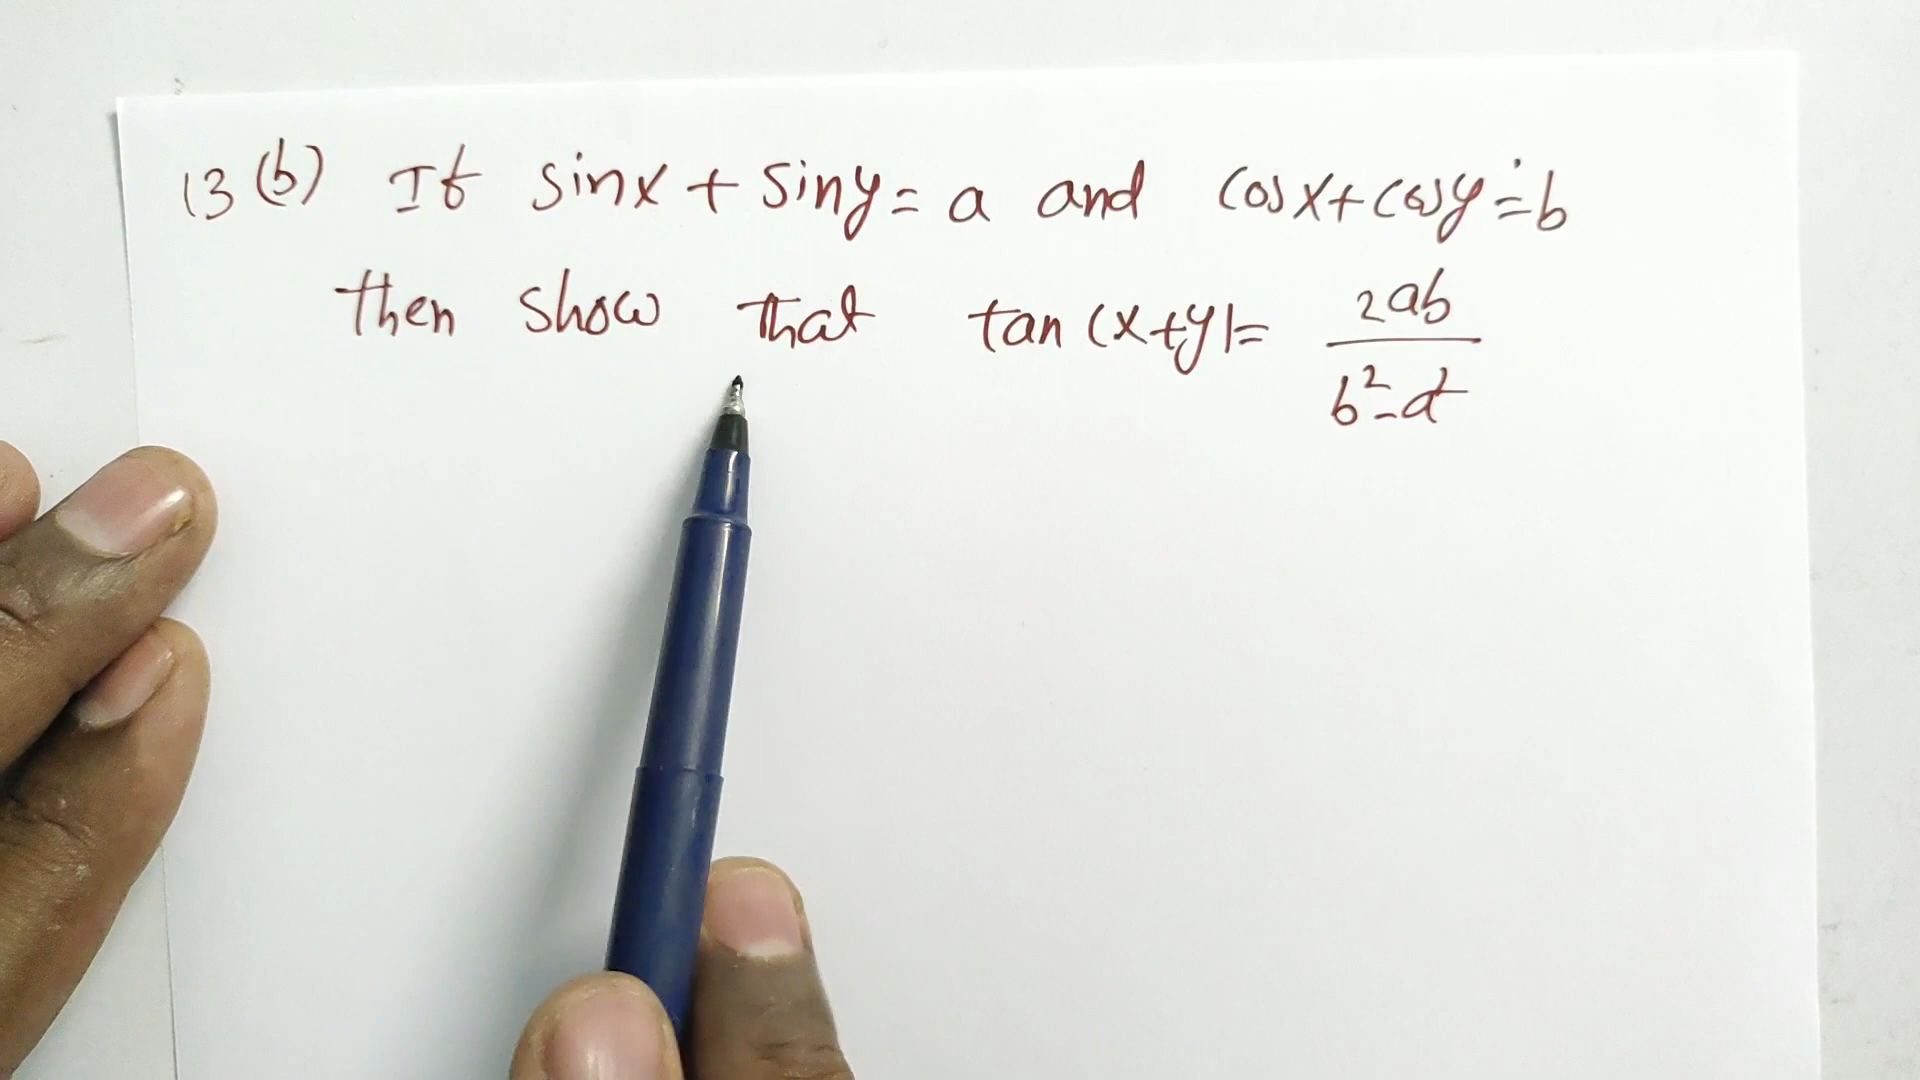 13 (b) If sinx + siny = a and cosx + cosy = b
then show that tan (x+y) = 2ab / b² - a²